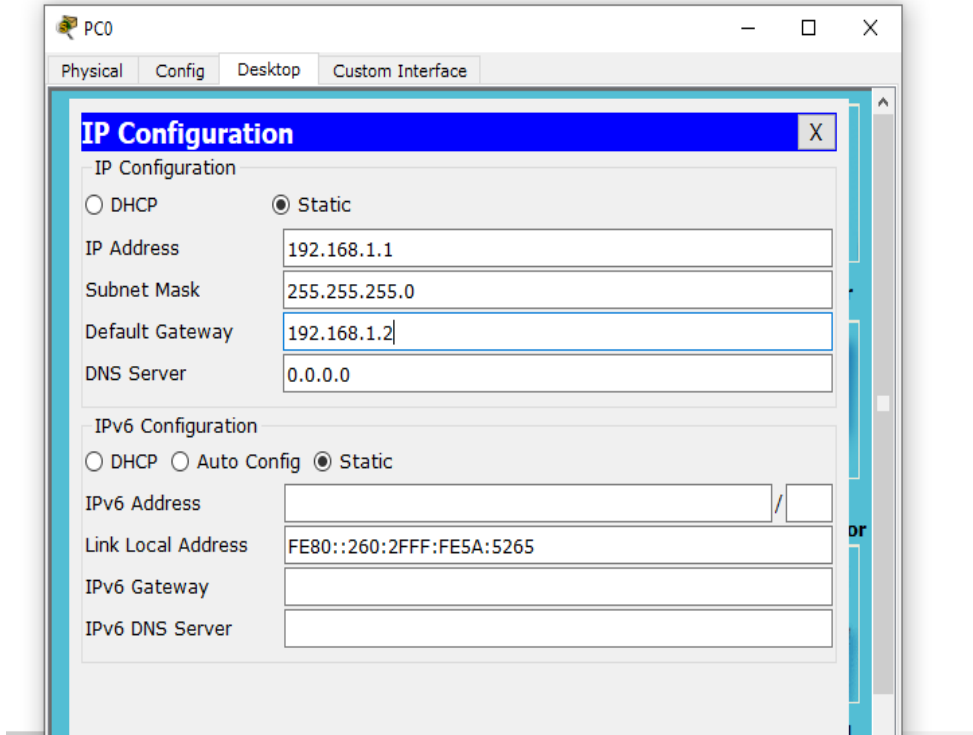 PC0
Physical Config Desktop Custom Interface
IP Configuration X
IP Configuration
DHCP Static
IP Address 192.168.1.1
Subnet Mask 255.255.255.0
Default Gateway 192.168.1.2
DNS Server 0.0.0.0
IPv6 Configuration
DHCP Auto Config Static
IPv6 Address /
Link Local Address FE80::260:2FFF:FE5A:5265
IPv6 Gateway
IPv6 DNS Server